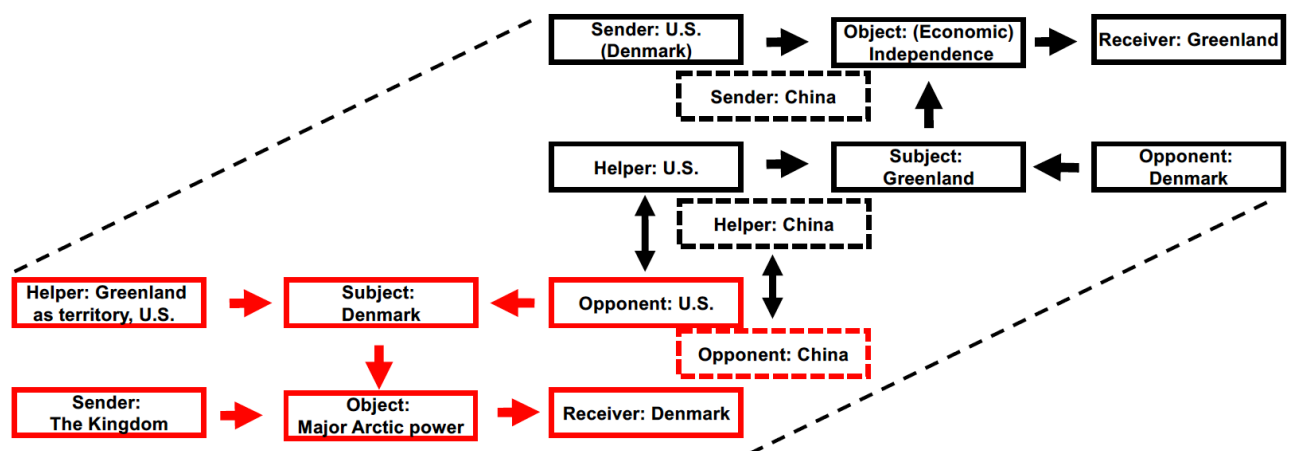 Sender: U.S.
(Denmark)
Object: (Economic)
Independence
Receiver: Greenland
Sender: China
Helper: U.S.
Subject:
Greenland
Opponent:
Denmark
Helper: China
Helper: Greenland
as territory, U.S.
Subject:
Denmark
Opponent: U.S.
Opponent: China
Sender:
The Kingdom
Object:
Major Arctic power
Receiver: Denmark